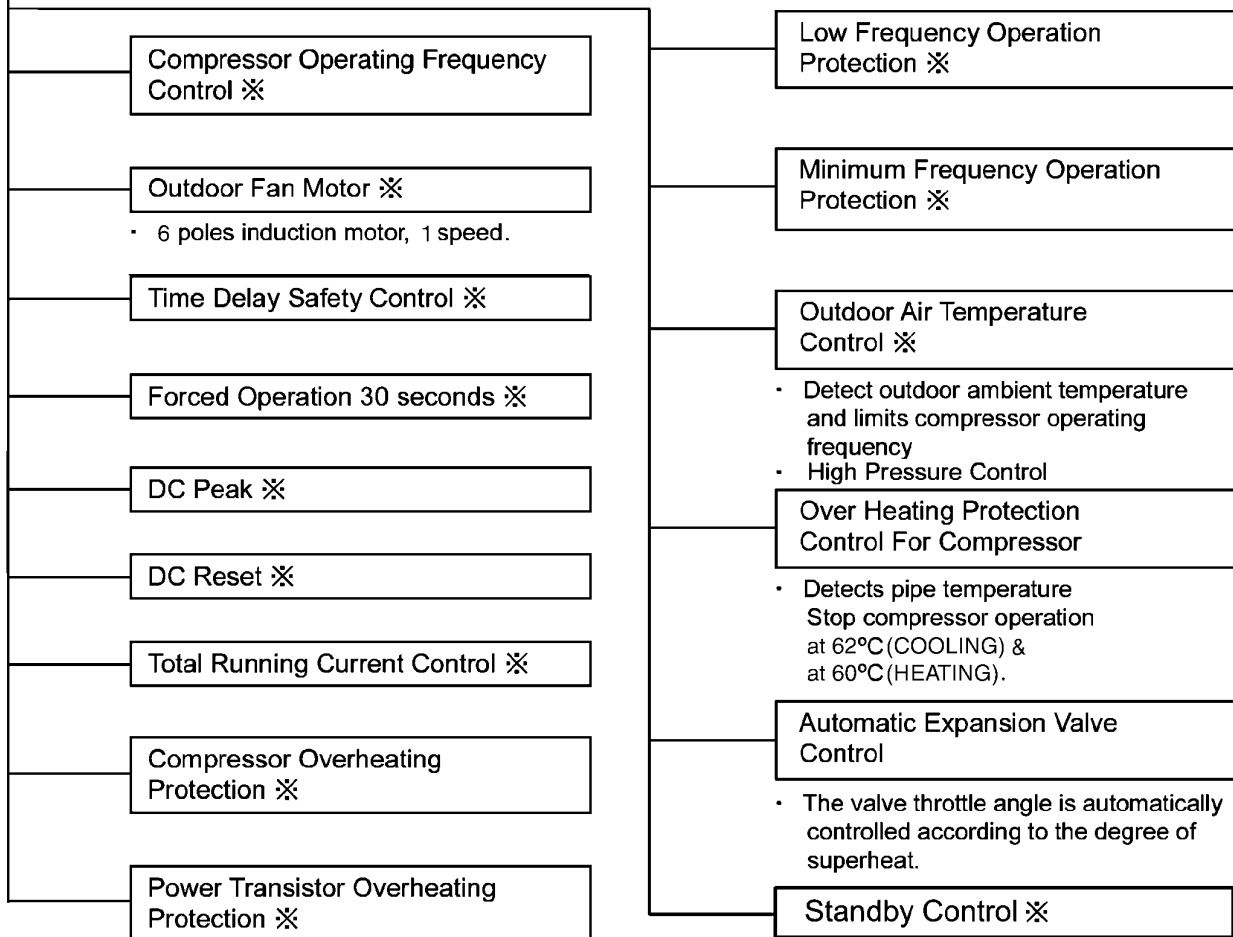 Compressor Operating Frequency
Control ※
Outdoor Fan Motor ※
· 6 poles induction motor, 1 speed.
Time Delay Safety Control ※
Forced Operation 30 seconds ※
DC Peak ※
DC Reset ※
Total Running Current Control ※
Compressor Overheating
Protection ※
Power Transistor Overheating
Protection ※
Low Frequency Operation
Protection ※
Minimum Frequency Operation
Protection ※
Outdoor Air Temperature
Control ※
· Detect outdoor ambient temperature
and limits compressor operating
frequency
· High Pressure Control
Over Heating Protection
Control For Compressor
· Detects pipe temperature
Stop compressor operation
at 62°C(COOLING) &
at 60°C(HEATING).
Automatic Expansion Valve
Control
· The valve throttle angle is automatically
controlled according to the degree of
superheat.
Standby Control ※